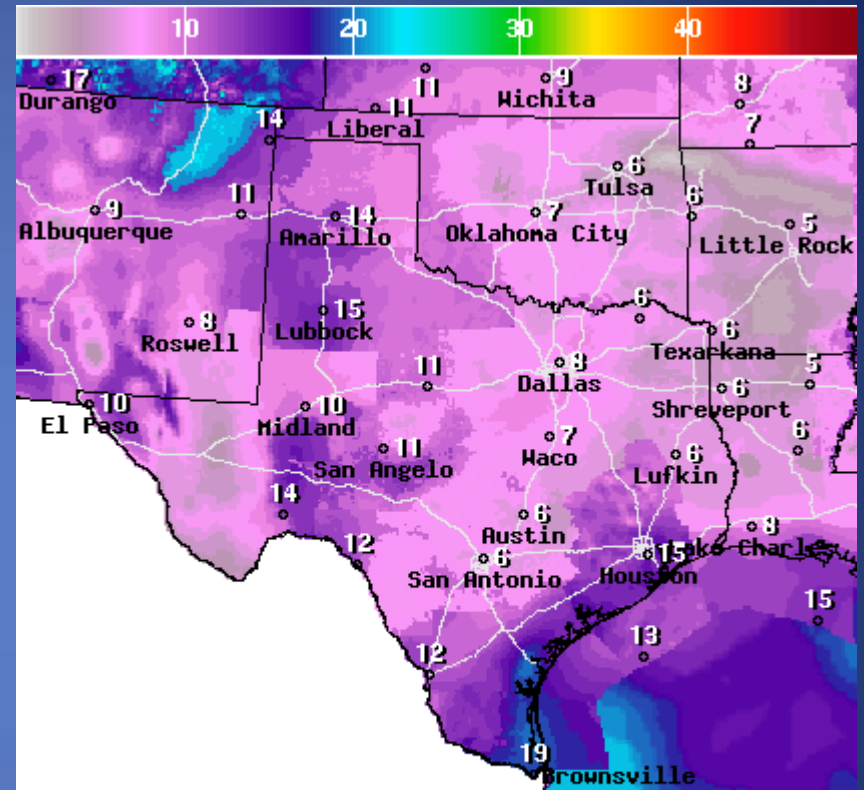 10 20 30 40
17 11 9 8
Durango Wichita
11
Liberal
14 7
6
Tulsa
9 11 14 7 6 5
Albuquerque Amarillo Oklahoma City Little Rock
15 6
8 Lubbock 6
Roswell Texarkana
11 8 5
Dallas 6
10 10 Shreveport
El Paso Midland
11 7 6 6
San Angelo Waco Lufkin
14 6 8
Austin
12 6 15 Lake Charles
San Antonio Houston
15
12 13
19
Brownsville